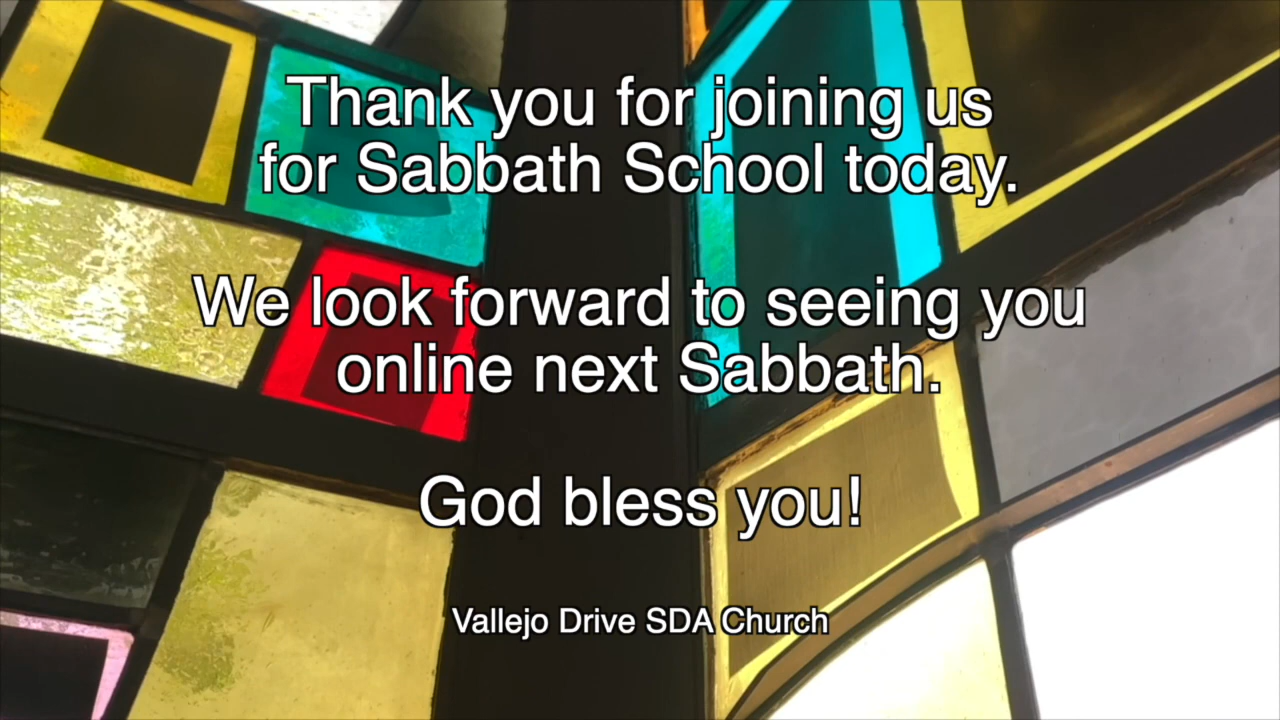 Thank you for joining us
for Sabbath School today.
We look forward to seeing you
online next Sabbath.
God bless you!
Vallejo Drive SDA Church